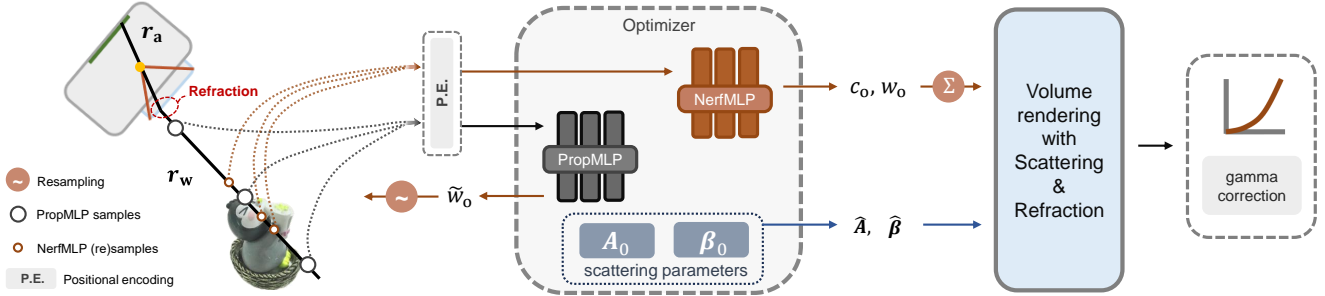 r_a
Refraction
r_w
~ Resampling
PropMLP samples
NerfMLP (re)samples
P.E. Positional encoding
P.E.
Optimizer
NerfMLP
PropMLP
~ w̃_o
A_0 β_0
scattering parameters
c_o, w_o Σ
Â, β̂
Volume
rendering
with
Scattering
&
Refraction
gamma
correction